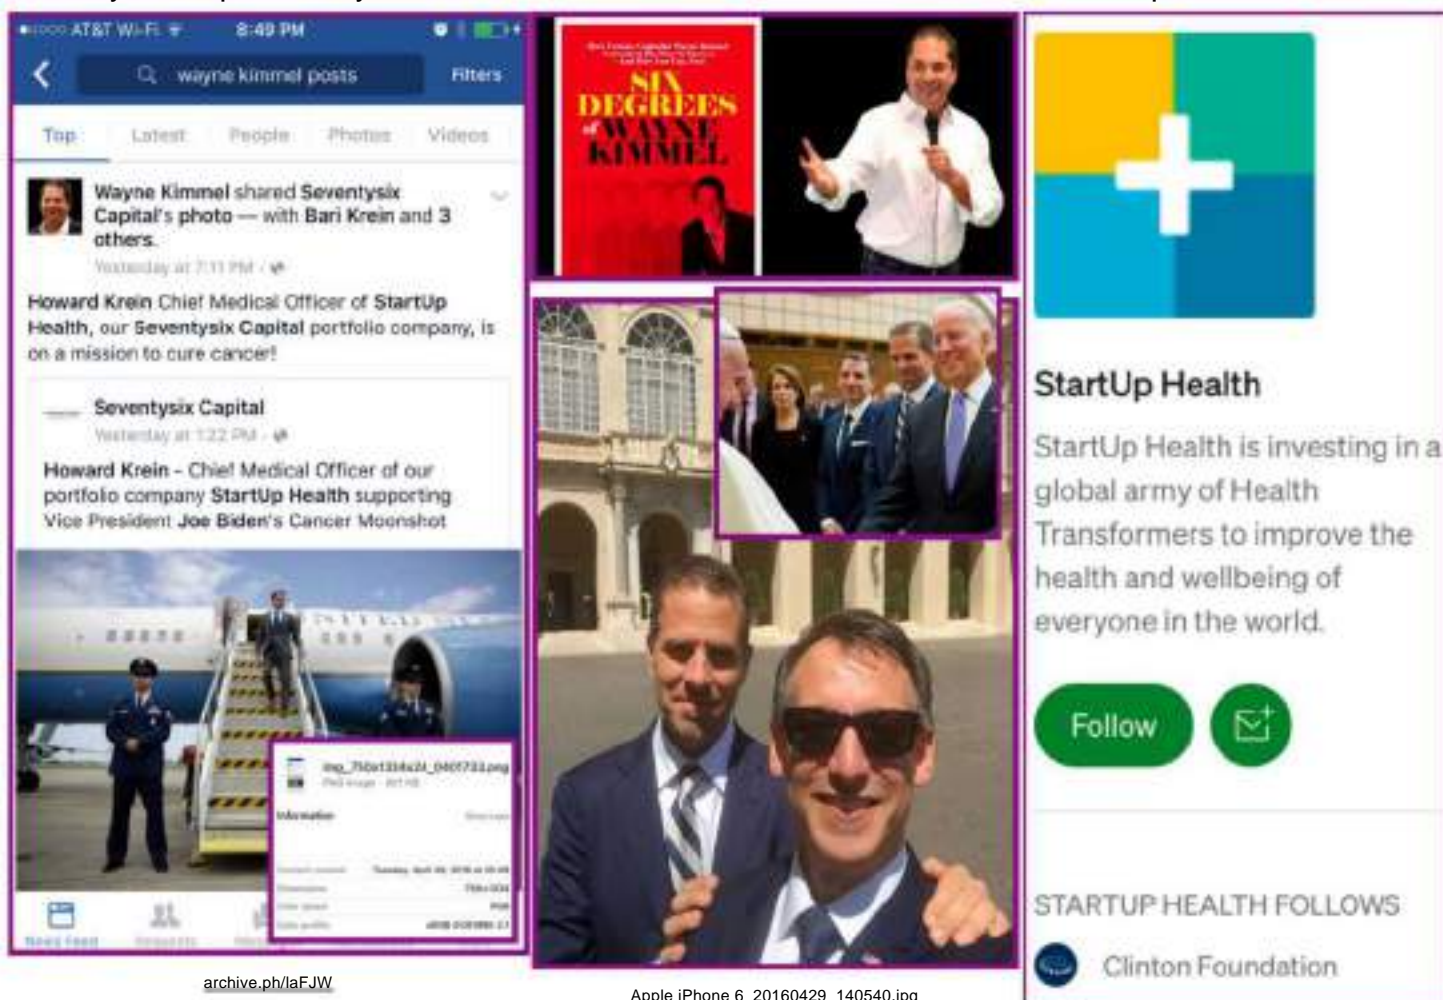 AT&T Wi-Fi 8:49 PM
wayne kimmel posts Filters
Top Latest People Photos Videos
Wayne Kimmel shared Seventysix
Capital's photo — with Bari Krein and 3
others.
Yesterday at 7:11 PM
Howard Krein Chief Medical Officer of StartUp
Health, our Seventysix Capital portfolio company, is
on a mission to cure cancer!
Seventysix Capital
Yesterday at 1:22 PM
Howard Krein - Chief Medical Officer of our
portfolio company StartUp Health supporting
Vice President Joe Biden's Cancer Moonshot
Information
News Feed Requests
archive.ph/laFJW
SIX
DEGREES
of WAYNE
KIMMEL
Apple iPhone 6 20160429_140540.jpg
StartUp Health
StartUp Health is investing in a
global army of Health
Transformers to improve the
health and wellbeing of
everyone in the world.
Follow
STARTUP HEALTH FOLLOWS
Clinton Foundation